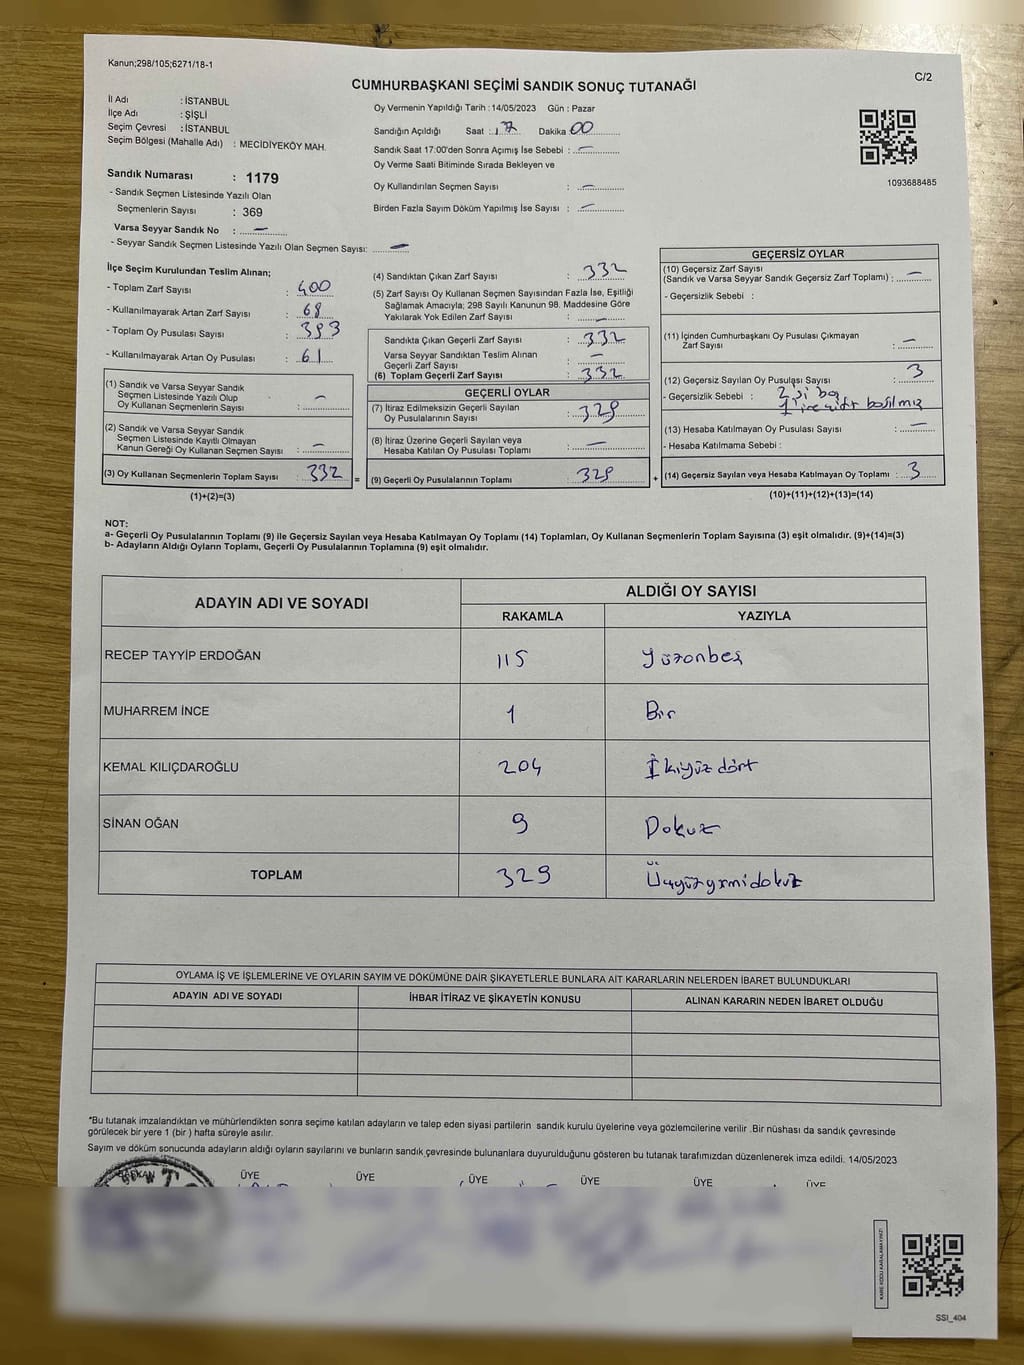 Kanun;298/105;6271/18-1
C/2
CUMHURBAŞKANI SEÇİMİ SANDIK SONUÇ TUTANAĞI
İl Adı : İSTANBUL
İlçe Adı : ŞİŞLİ
Seçim Çevresi : İSTANBUL
Seçim Bölgesi (Mahalle Adı) : MECİDİYEKÖY MAH.
Sandık Numarası : 1179
- Sandık Seçmen Listesinde Yazılı Olan
Seçmenlerin Sayısı : 369
Varsa Seyyar Sandık No : —
- Seyyar Sandık Seçmen Listesinde Yazılı Olan Seçmen Sayısı: —
Oy Vermenin Yapıldığı Tarih : 14/05/2023 Gün : Pazar
Sandığın Açıldığı Saat : 17 Dakika 00
Sandık Saat 17:00'den Sonra Açımış İse Sebebi : —
Oy Verme Saati Bitiminde Sırada Bekleyen ve
Oy Kullandırılan Seçmen Sayısı : —
Birden Fazla Sayım Döküm Yapılmış İse Sayısı : —
1093688485
İlçe Seçim Kurulundan Teslim Alınan;
- Toplam Zarf Sayısı : 400
- Kullanılmayarak Artan Zarf Sayısı : 68
- Toplam Oy Pusulası Sayısı : 393
- Kullanılmayarak Artan Oy Pusulası : 61
(1) Sandık ve Varsa Seyyar Sandık
Seçmen Listesinde Yazılı Olup
Oy Kullanan Seçmenlerin Sayısı : —
(2) Sandık ve Varsa Seyyar Sandık
Seçmen Listesinde Kayıtlı Olmayan
Kanun Gereği Oy Kullanan Seçmen Sayısı : —
(3) Oy Kullanan Seçmenlerin Toplam Sayısı : 332
(1)+(2)=(3)
(4) Sandıktan Çıkan Zarf Sayısı : 332
(5) Zarf Sayısı Oy Kullanan Seçmen Sayısından Fazla İse, Eşitliği
Sağlamak Amacıyla; 298 Sayılı Kanunun 98. Maddesine Göre
Yakılarak Yok Edilen Zarf Sayısı : —
Sandıkta Çıkan Geçerli Zarf Sayısı : 332
Varsa Seyyar Sandıktan Teslim Alınan
Geçerli Zarf Sayısı : —
(6) Toplam Geçerli Zarf Sayısı : 332
GEÇERLİ OYLAR
(7) İtiraz Edilmeksizin Geçerli Sayılan
Oy Pusulalarının Sayısı : 329
(8) İtiraz Üzerine Geçerli Sayılan veya
Hesaba Katılan Oy Pusulası Toplamı : —
= (9) Geçerli Oy Pusulalarının Toplamı : 329 +
GEÇERSİZ OYLAR
(10) Geçersiz Zarf Sayısı
(Sandık ve Varsa Seyyar Sandık Geçersiz Zarf Toplamı) : —
- Geçersizlik Sebebi :
(11) İçinden Cumhurbaşkanı Oy Pusulası Çıkmayan
Zarf Sayısı : —
(12) Geçersiz Sayılan Oy Pusulası Sayısı : 3
- Geçersizlik Sebebi : 2 si boş
basılmış
(13) Hesaba Katılmayan Oy Pusulası Sayısı : —
- Hesaba Katılmama Sebebi :
(14) Geçersiz Sayılan veya Hesaba Katılmayan Oy Toplamı : 3
(10)+(11)+(12)+(13)=(14)
NOT:
a- Geçerli Oy Pusulalarının Toplamı (9) ile Geçersiz Sayılan veya Hesaba Katılmayan Oy Toplamı (14) Toplamları, Oy Kullanan Seçmenlerin Toplam Sayısına (3) eşit olmalıdır. (9)+(14)=(3)
b- Adayların Aldığı Oyların Toplamı, Geçerli Oy Pusulalarının Toplamına (9) eşit olmalıdır.
ADAYIN ADI VE SOYADI ALDIĞI OY SAYISI
RAKAMLA YAZIYLA
RECEP TAYYİP ERDOĞAN 115 Yüzonbeş
MUHARREM İNCE 1 Bir
KEMAL KILIÇDAROĞLU 204 İkiyüz dört
SİNAN OĞAN 9 Dokuz
TOPLAM 329 Üçyüzyirmidokuz
OYLAMA İŞ VE İŞLEMLERİNE VE OYLARIN SAYIM VE DÖKÜMÜNE DAİR ŞİKAYETLERLE BUNLARA AİT KARARLARIN NELERDEN İBARET BULUNDUKLARI
ADAYIN ADI VE SOYADI İHBAR İTİRAZ VE ŞİKAYETİN KONUSU ALINAN KARARIN NEDEN İBARET OLDUĞU
*Bu tutanak imzalandıktan ve mühürlendikten sonra seçime katılan adayların ve talep eden siyasi partilerin sandık kurulu üyelerine veya gözlemcilerine verilir .Bir nüshası da sandık çevresinde
görülecek bir yere 1 (bir ) hafta süreyle asılır.
Sayım ve döküm sonucunda adayların aldığı oyların sayılarını ve bunların sandık çevresinde bulunanlara duyurulduğunu gösteren bu tutanak tarafımızdan düzenlenerek imza edildi. 14/05/2023
ÜYE ÜYE ÜYE ÜYE ÜYE ÜYE
SSI_404